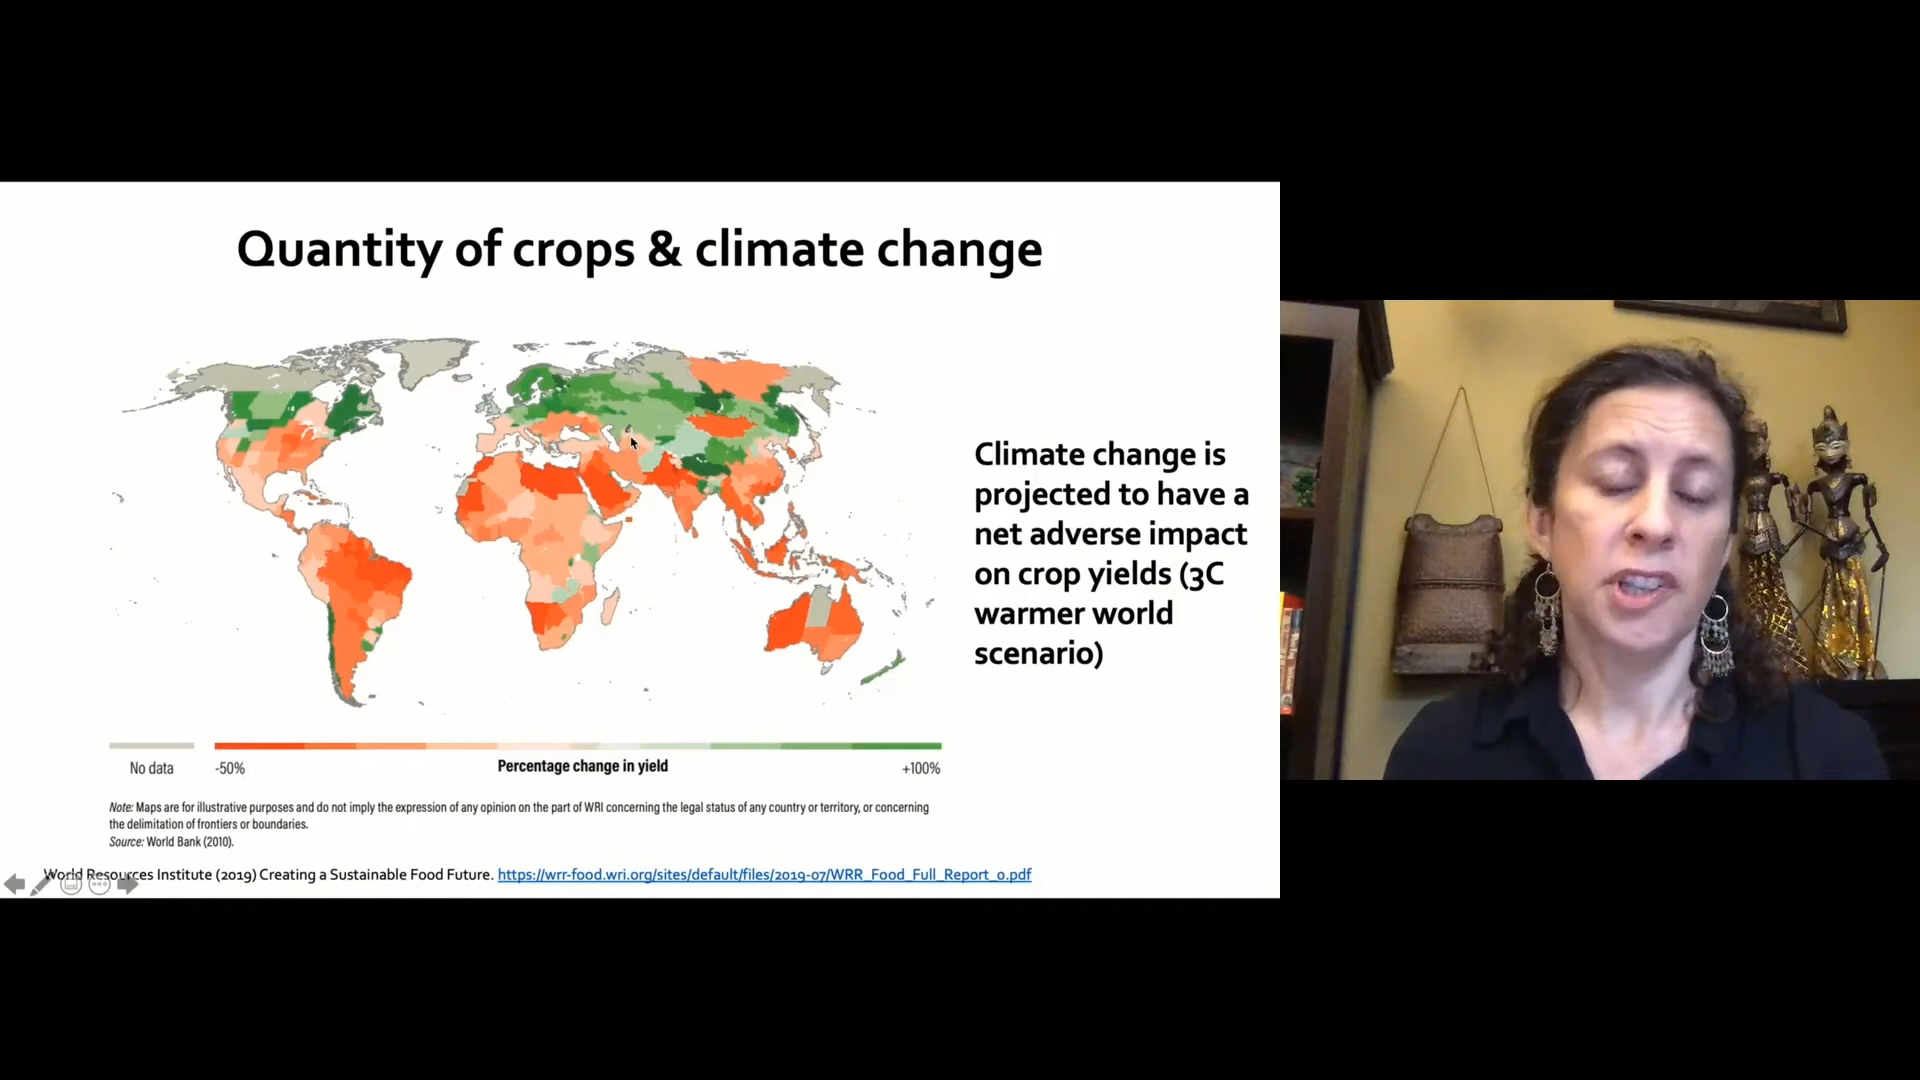 Quantity of crops & climate change
Climate change is
projected to have a
net adverse impact
on crop yields (3C
warmer world
scenario)
No data
-50%
Percentage change in yield
+100%
Note: Maps are for illustrative purposes and do not imply the expression of any opinion on the part of WRI concerning the legal status of any country or territory, or concerning
the delimitation of frontiers or boundaries.
Source: World Bank (2010).
World Resources Institute (2019) Creating a Sustainable Food Future. https://wrr-food.wri.org/sites/default/files/2019-07/WRR_Food_Full_Report_0.pdf